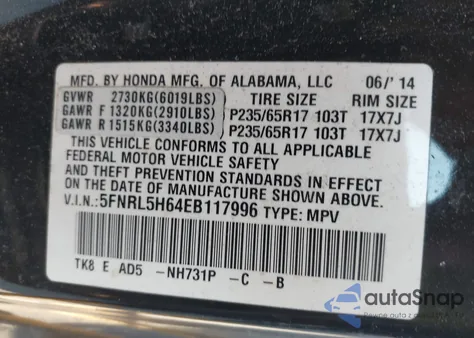 MFD. BY HONDA MFG. OF ALABAMA, LLC 06/'14
GVWR 2730KG(6019LBS) TIRE SIZE RIM SIZE
GAWR F 1320KG(2910LBS) P235/65R17 103T 17X7J
GAWR R 1515KG(3340LBS) P235/65R17 103T 17X7J
THIS VEHICLE CONFORMS TO ALL APPLICABLE
FEDERAL MOTOR VEHICLE SAFETY
AND THEFT PREVENTION STANDARDS IN
EFFECT ON THE DATE OF MANUFACTURE SHOWN ABOVE.
V.I.N.: 5FNRL5H64EB117996 TYPE: MPV
TK8 E AD5 -NH731P -C -B
autoSnap